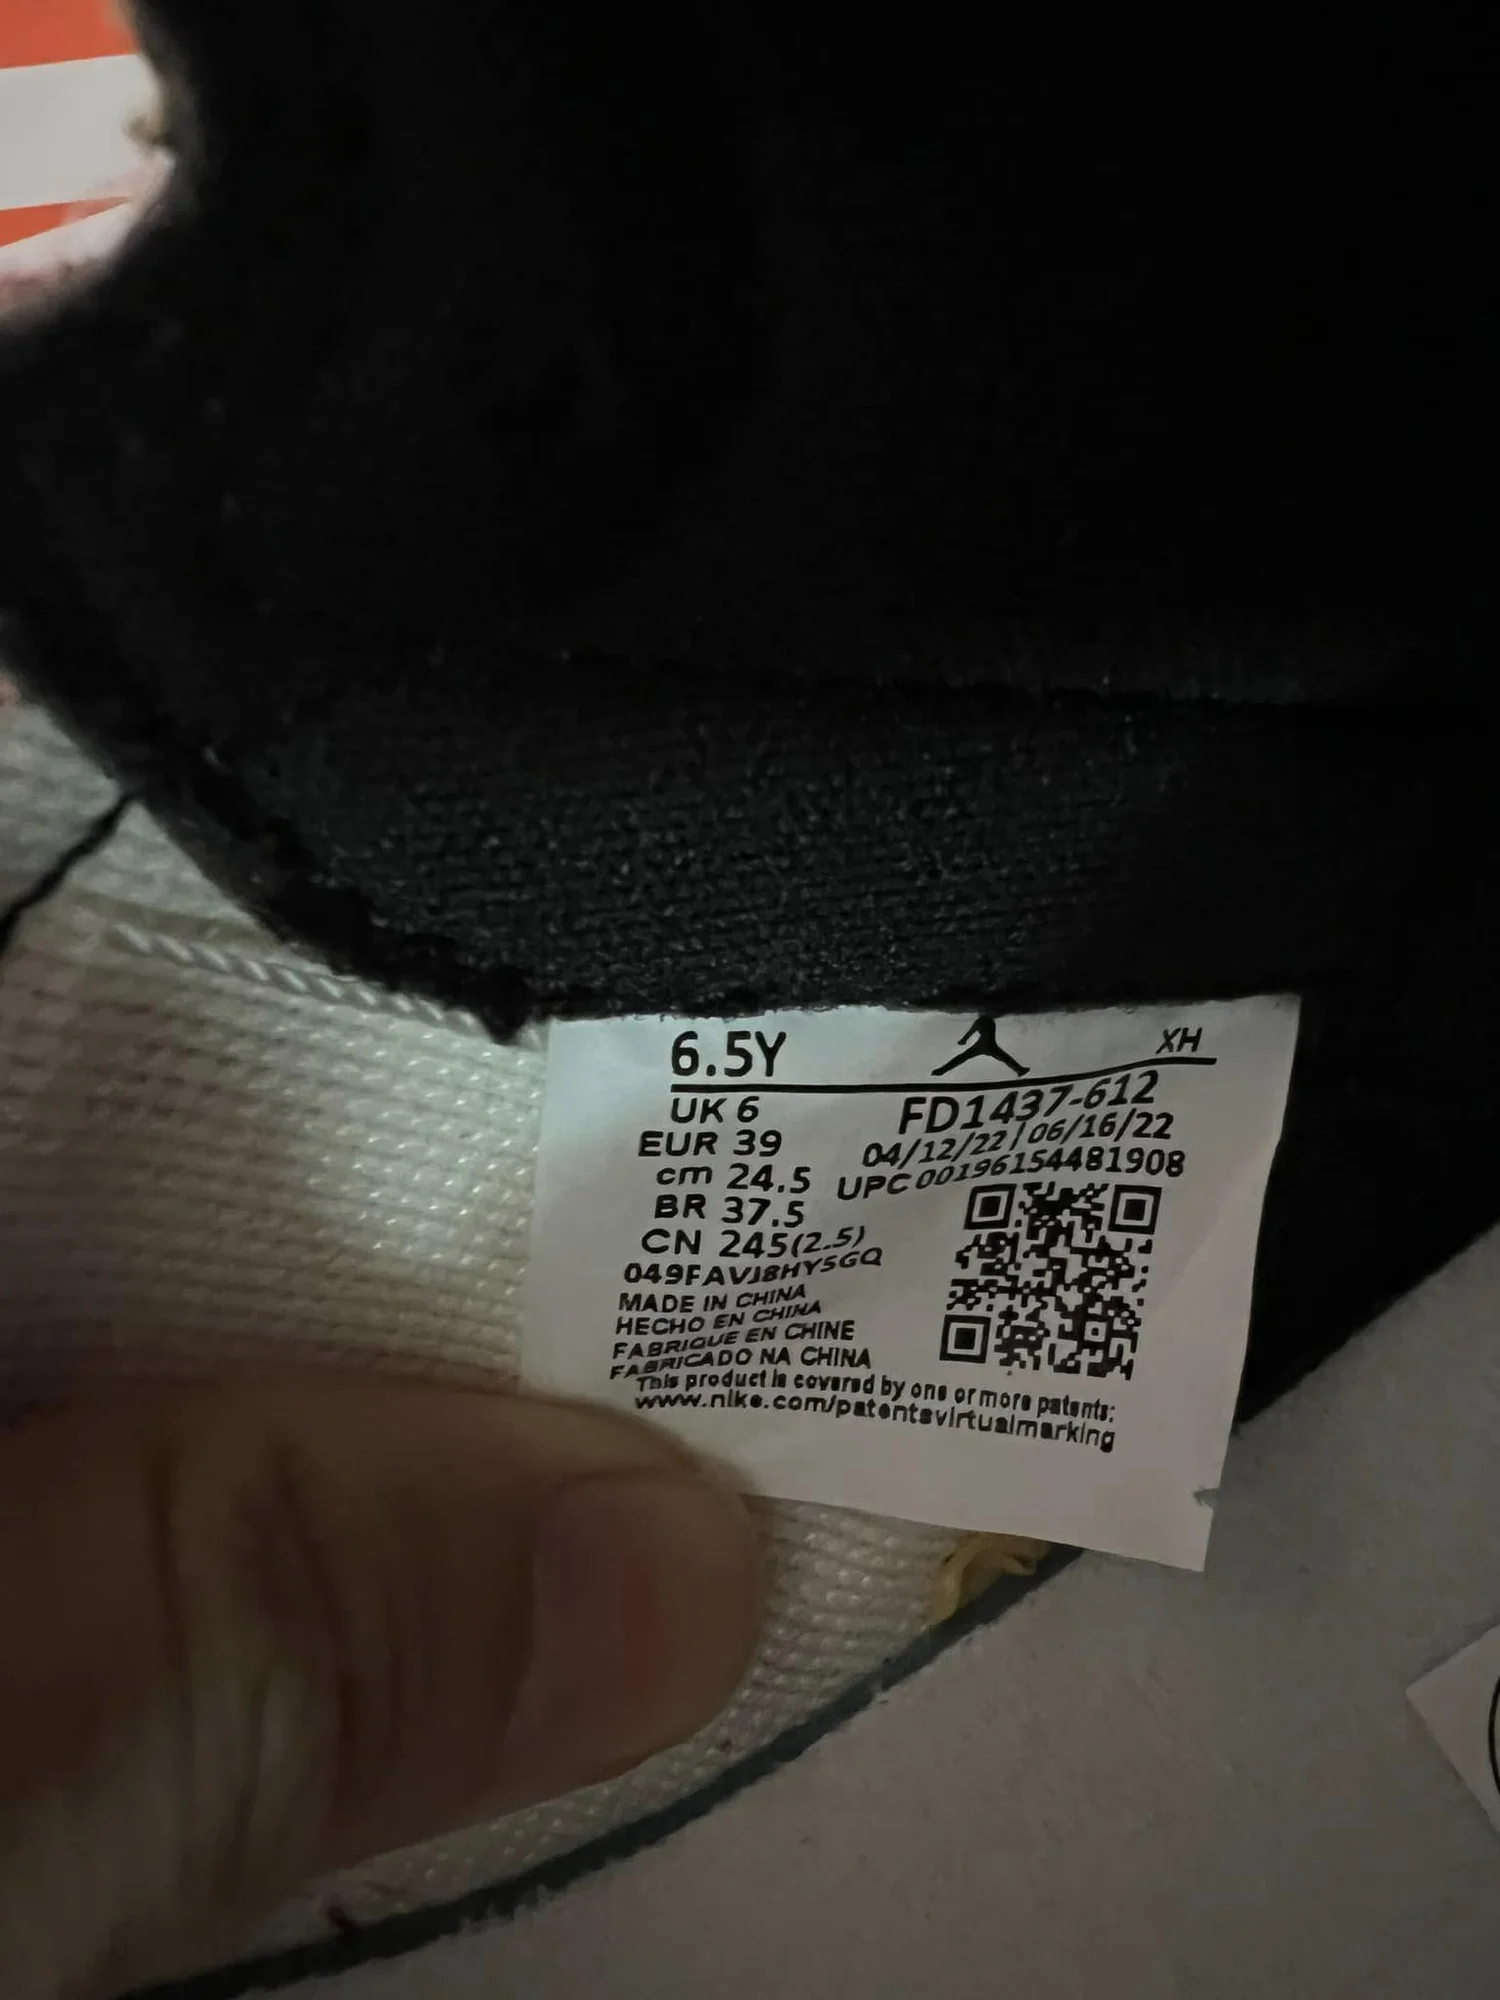 6.5Y XH
UK 6
EUR 39
cm 24.5
BR 37.5
CN 245(2.5)
FD1437-612
04/12/22 | 06/16/22
UPC 00196154481908
049FAVJ8HY5GQ
MADE IN CHINA
HECHO EN CHINA
FABRIQUE EN CHINE
FABRICADO NA CHINA
This product is covered by one or more patents:
www.nike.com/patentsvirtualmarking